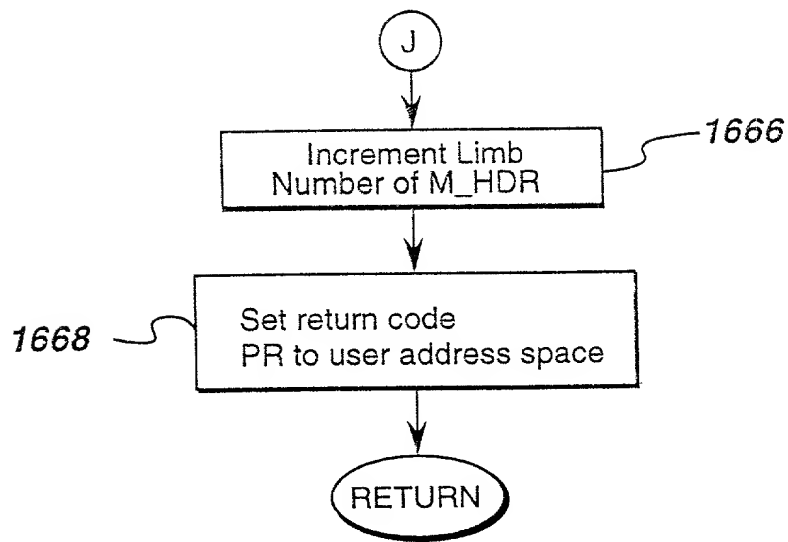 J
1666
Increment Limb
Number of M_HDR
1668
Set return code
PR to user address space
RETURN